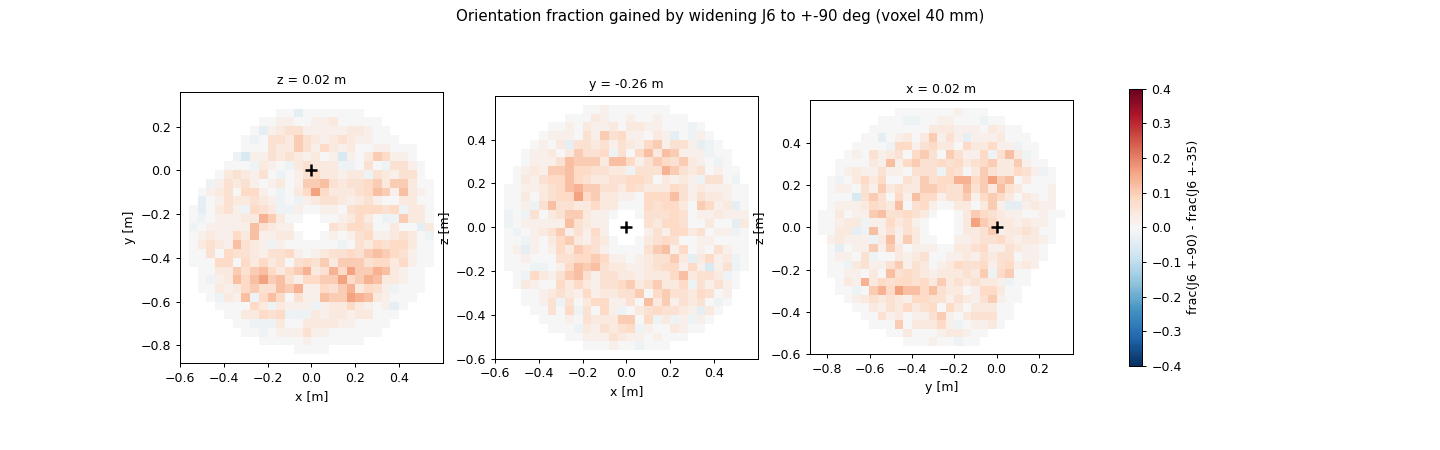 Orientation fraction gained by widening J6 to +-90 deg (voxel 40 mm)
z = 0.02 m
0.2
0.0
−0.2
−0.4
−0.6
−0.8
y [m]
−0.6 −0.4 −0.2 0.0 0.2 0.4
x [m]
y = -0.26 m
0.4
0.2
0.0
−0.2
−0.4
−0.6
z [m]
−0.6 −0.4 −0.2 0.0 0.2 0.4
x [m]
x = 0.02 m
0.4
0.2
0.0
−0.2
−0.4
−0.6
z [m]
−0.8 −0.6 −0.4 −0.2 0.0 0.2
y [m]
0.4
0.3
0.2
0.1
0.0
−0.1
−0.2
−0.3
−0.4
frac(J6 +-90) - frac(J6 +-35)